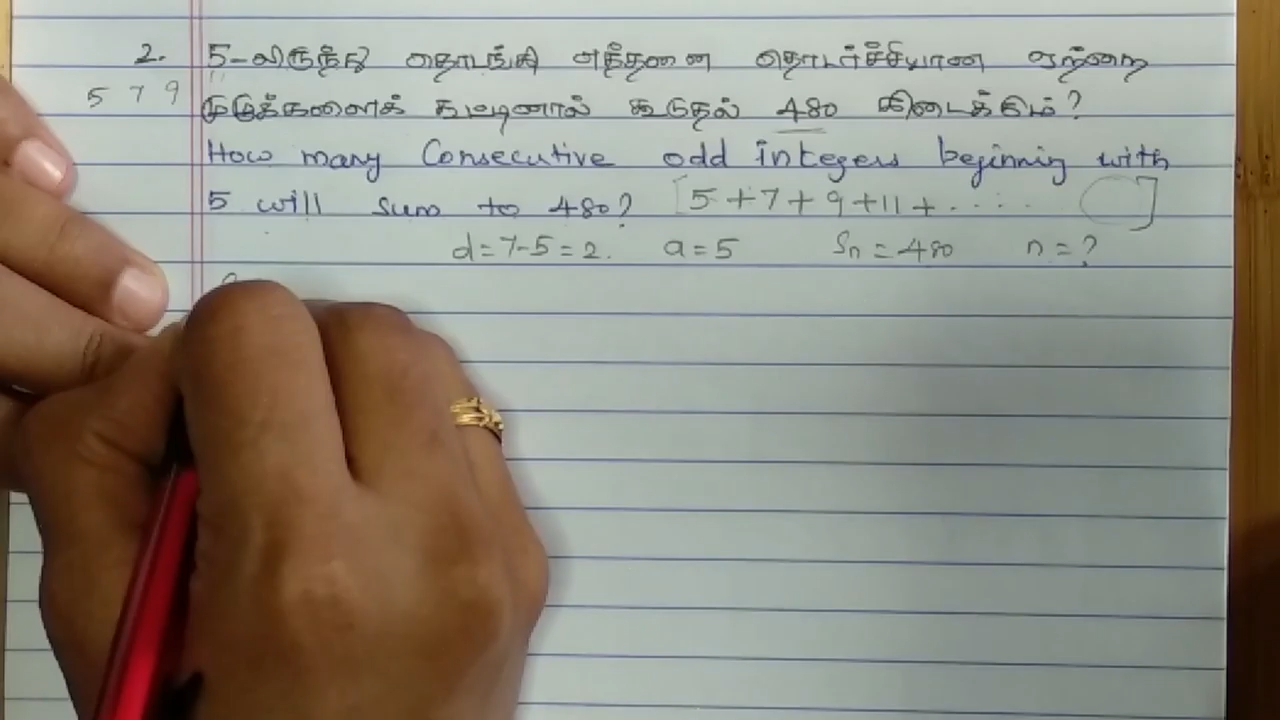 2. 5-லிருந்து தொடங்கி எத்தனை தொடர்ச்சியான ஒற்றை
5 7 9 முழுக்களைக் கூட்டினால் கூடுதல் 480 கிடைக்கும்?
How many Consecutive odd integers beginning with
5 will sum to 480? [5 + 7 + 9 + 11 + ..... ]
d = 7-5 = 2. a = 5 Sn = 480 n = ?